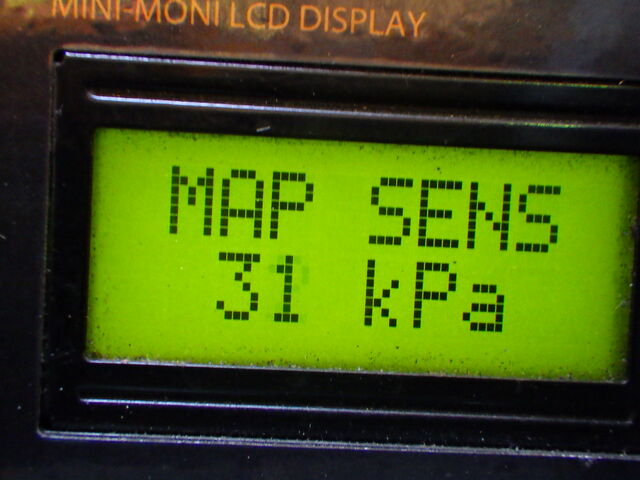 MINI-MONI LCD DISPLAY
MAP SENS
31 kPa